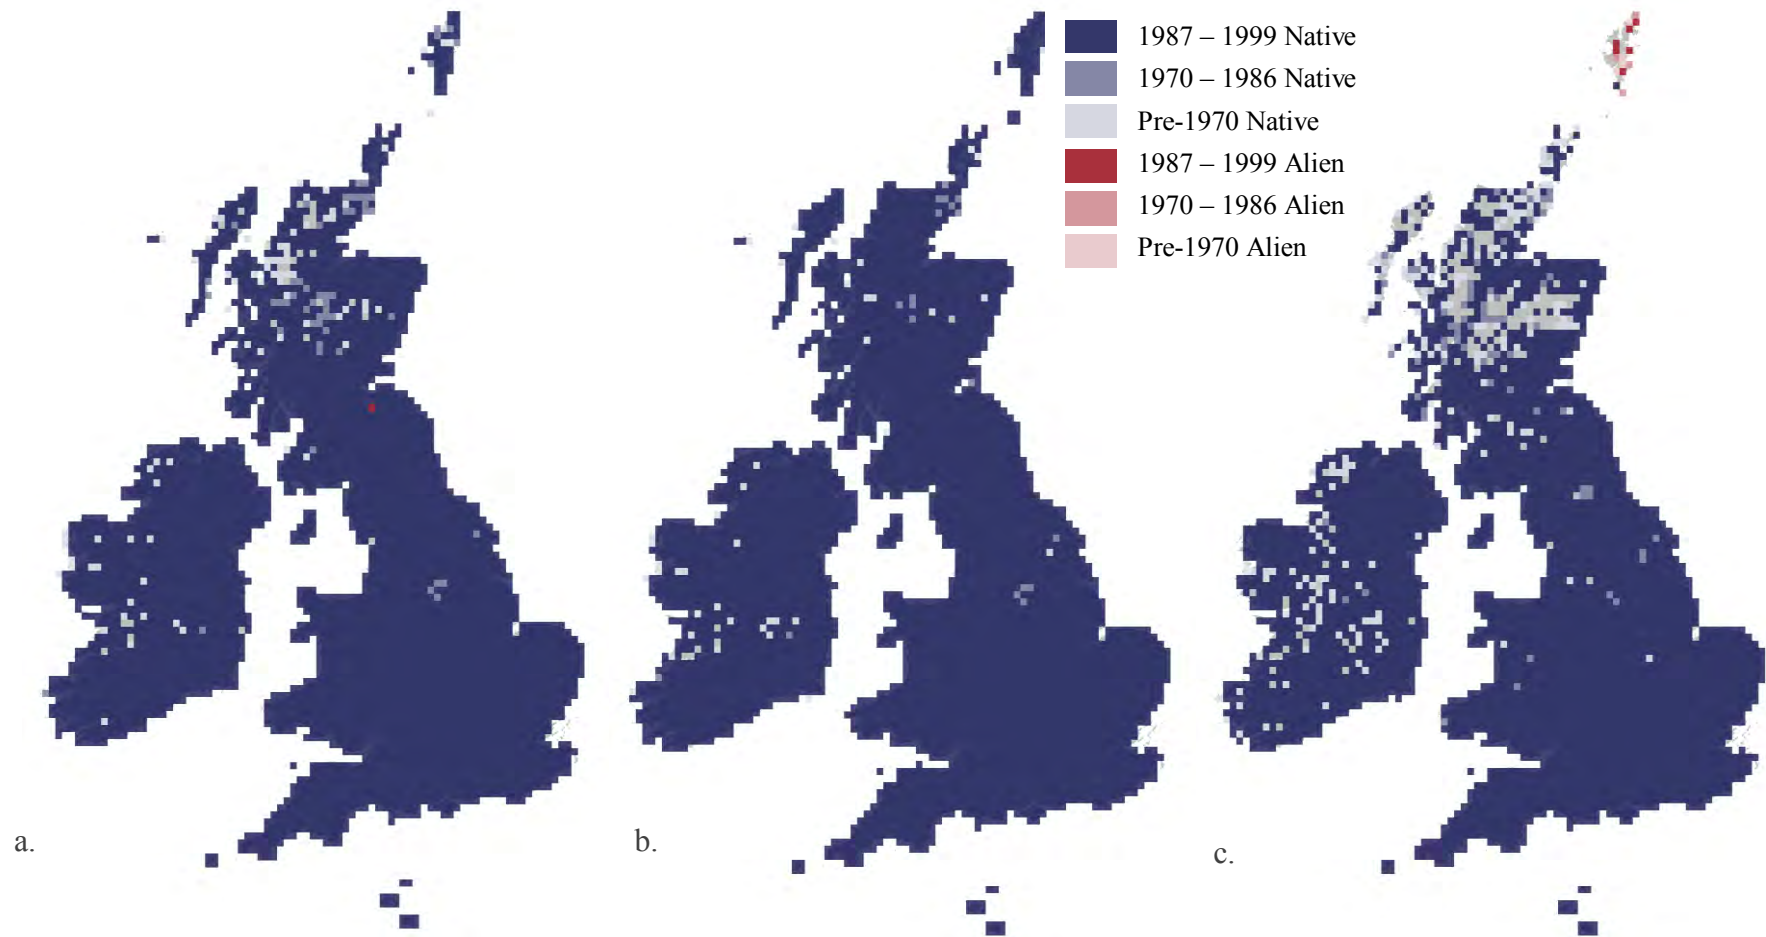 1987 – 1999 Native
1970 – 1986 Native
Pre-1970 Native
1987 – 1999 Alien
1970 – 1986 Alien
Pre-1970 Alien
a.
b.
c.